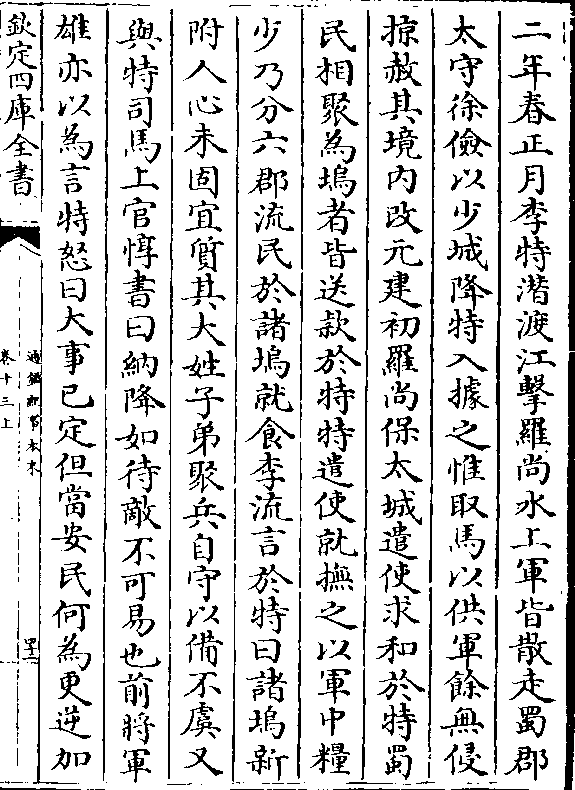 二年春正月李特潜渡江擊羅尚水上軍皆散走蜀郡
太守徐儉以少城降特入據之惟取馬以供軍餘無侵
掠赦其境内改元建初羅尚保太城遣使求和於特蜀
民相聚為塢者皆送款於特特遣使就撫之以軍中糧
少乃分六郡流民於諸塢就食李流言於特曰諸塢新
附人心未固宜質其大姓子弟聚兵自守以備不虞又
與特司馬上官惇書曰納降如待敵不可易也前將軍
雄亦以為言特怒曰大事已定但當安民何為更逆加
欽定四庫全書
通鑑紀事本末
卷十三上